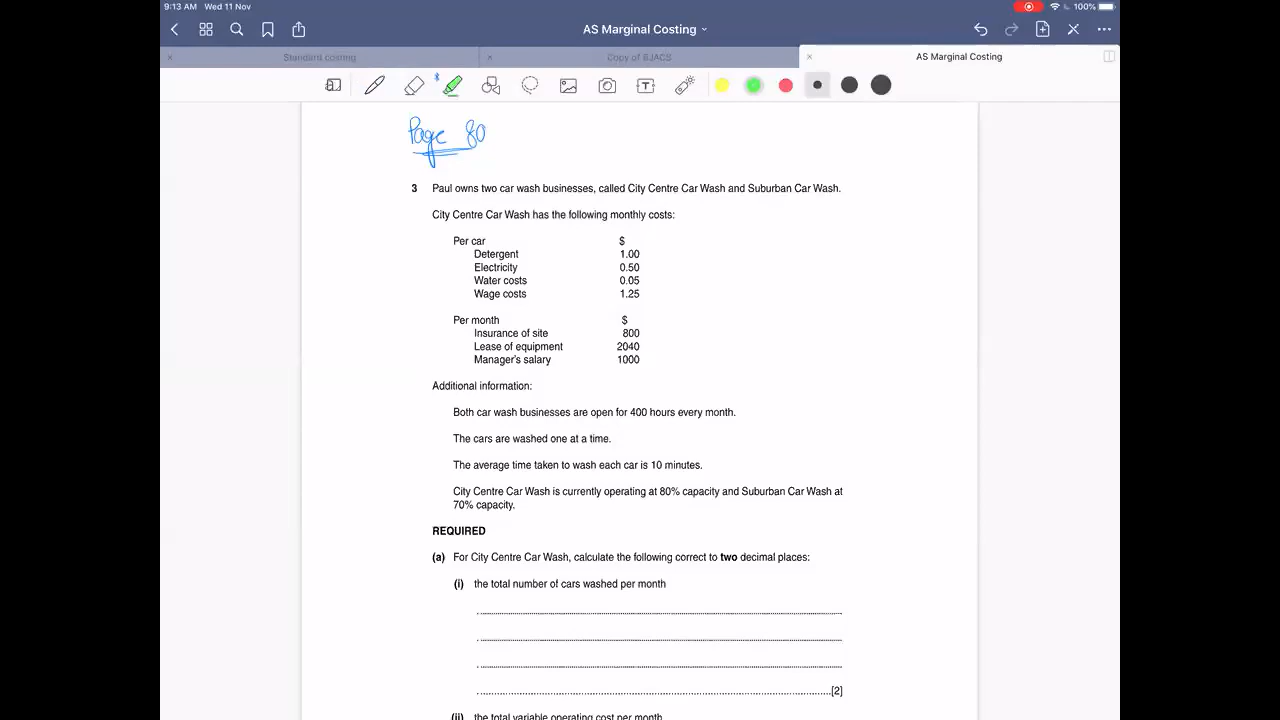 9:13 AM Wed 11 Nov
100%
AS Marginal Costing
Standard costing
Copy of BJACS
AS Marginal Costing
Page 80
3 Paul owns two car wash businesses, called City Centre Car Wash and Suburban Car Wash.
City Centre Car Wash has the following monthly costs:
Per car $
Detergent 1.00
Electricity 0.50
Water costs 0.05
Wage costs 1.25
Per month $
Insurance of site 800
Lease of equipment 2040
Manager's salary 1000
Additional information:
Both car wash businesses are open for 400 hours every month.
The cars are washed one at a time.
The average time taken to wash each car is 10 minutes.
City Centre Car Wash is currently operating at 80% capacity and Suburban Car Wash at
70% capacity.
REQUIRED
(a) For City Centre Car Wash, calculate the following correct to two decimal places:
(i) the total number of cars washed per month
[2]
(ii) the total variable operating cost per month